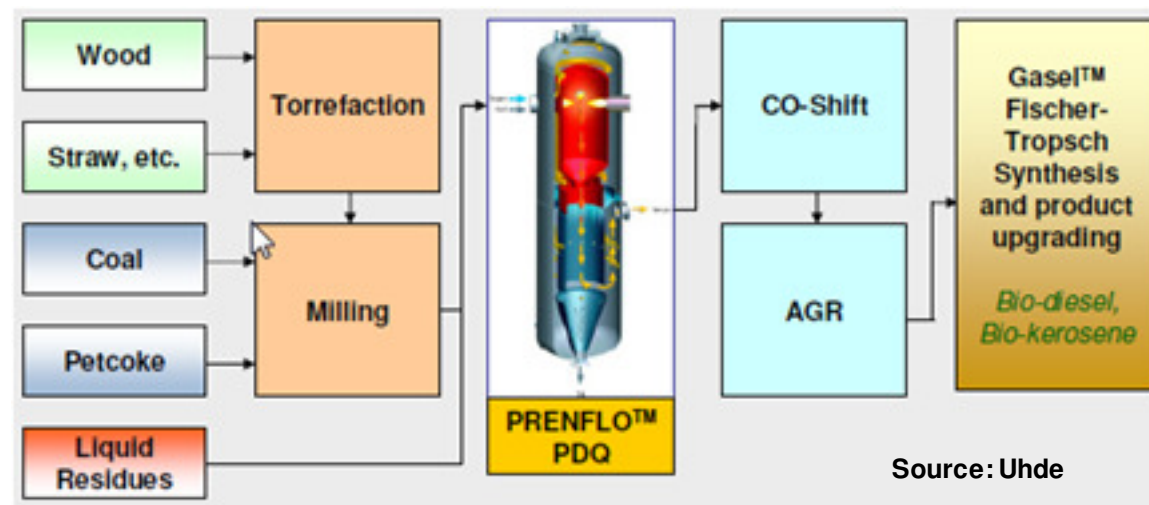 Wood
Straw, etc.
Coal
Petcoke
Liquid
Residues
Torrefaction
Milling
PRENFLO™
PDQ
CO-Shift
AGR
Gasel™
Fischer-
Tropsch
Synthesis
and product
upgrading
Bio-diesel,
Bio-kerosene
Source: Uhde